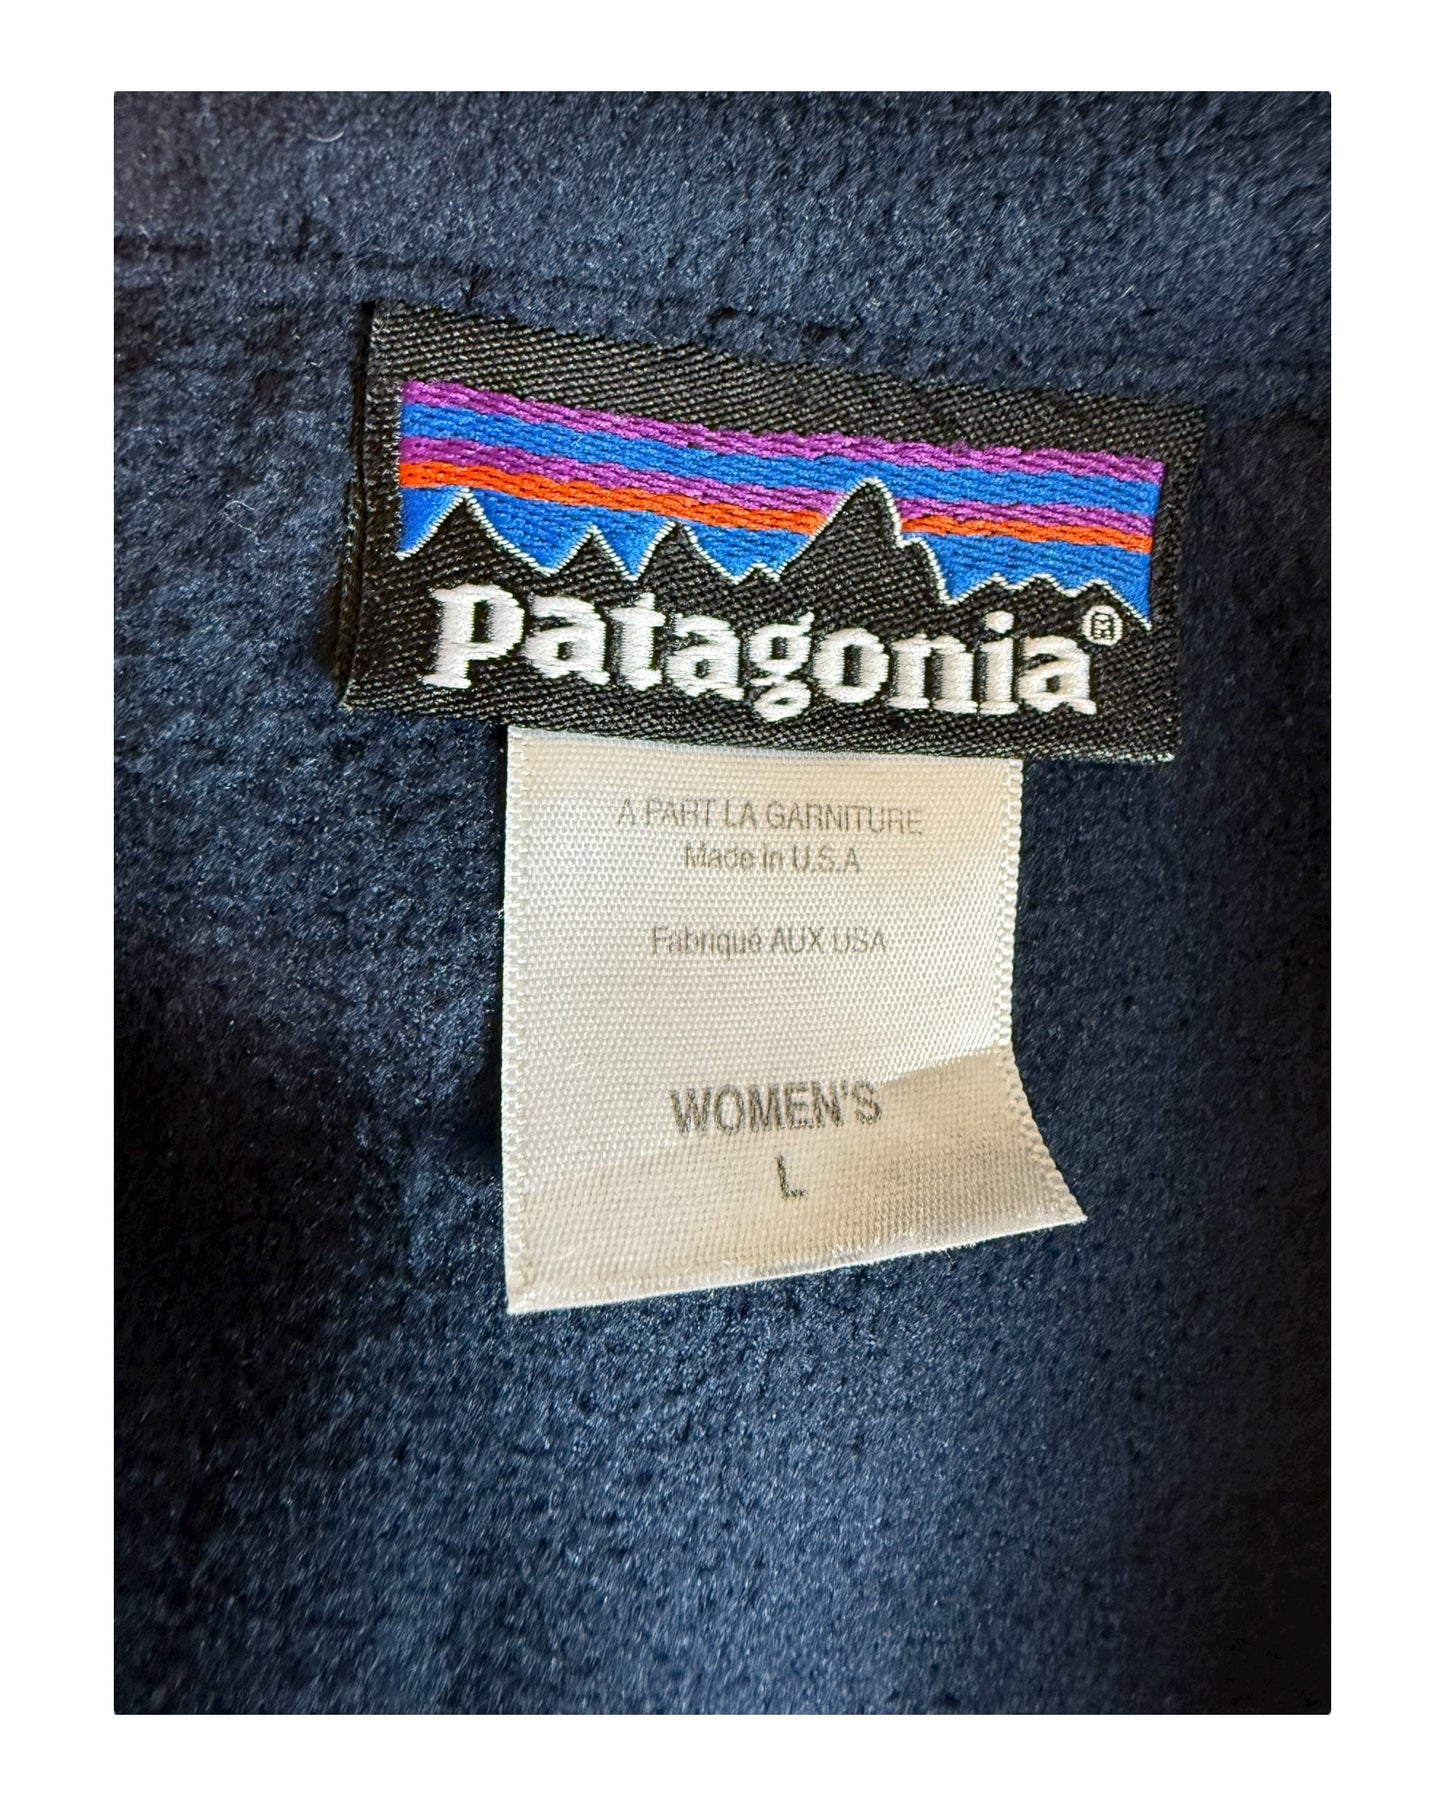 patagonia®
A PART LA GARNITURE
Made in U.S.A
Fabriqué AUX USA
WOMEN'S
L